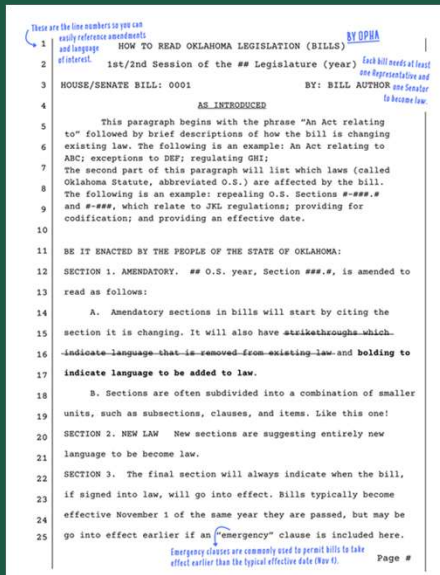 These are the line numbers so you can
easily reference amendments
and language
of interest.
BY OPHA
1 HOW TO READ OKLAHOMA LEGISLATION (BILLS)
2 1st/2nd Session of the ## Legislature (year)
Each bill needs at least
one Representative and
one Senator
to become law.
3 HOUSE/SENATE BILL: 0001 BY: BILL AUTHOR
4 AS INTRODUCED
5 This paragraph begins with the phrase "An Act relating
6 to" followed by brief descriptions of how the bill is changing
existing law. The following is an example: An Act relating to
7 ABC; exceptions to DEF; regulating GHI;
The second part of this paragraph will list which laws (called
8 Oklahoma Statute, abbreviated O.S.) are affected by the bill.
The following is an example: repealing O.S. Sections #-###.#
9 and #-###, which relate to JKL regulations; providing for
codification; and providing an effective date.
10
11 BE IT ENACTED BY THE PEOPLE OF THE STATE OF OKLAHOMA:
12 SECTION 1. AMENDATORY. ## O.S. year, Section ###.#, is amended to
13 read as follows:
14 A. Amendatory sections in bills will start by citing the
15 section it is changing. It will also have strikethroughs which
16 indicate language that is removed from existing law and bolding to
17 indicate language to be added to law.
18 B. Sections are often subdivided into a combination of smaller
19 units, such as subsections, clauses, and items. Like this one!
20 SECTION 2. NEW LAW New sections are suggesting entirely new
21 language to be become law.
22 SECTION 3. The final section will always indicate when the bill,
23 if signed into law, will go into effect. Bills typically become
24 effective November 1 of the same year they are passed, but may be
25 go into effect earlier if an "emergency" clause is included here.
Emergency clauses are commonly used to permit bills to take
effect earlier than the typical effective date (Nov 1).
Page #